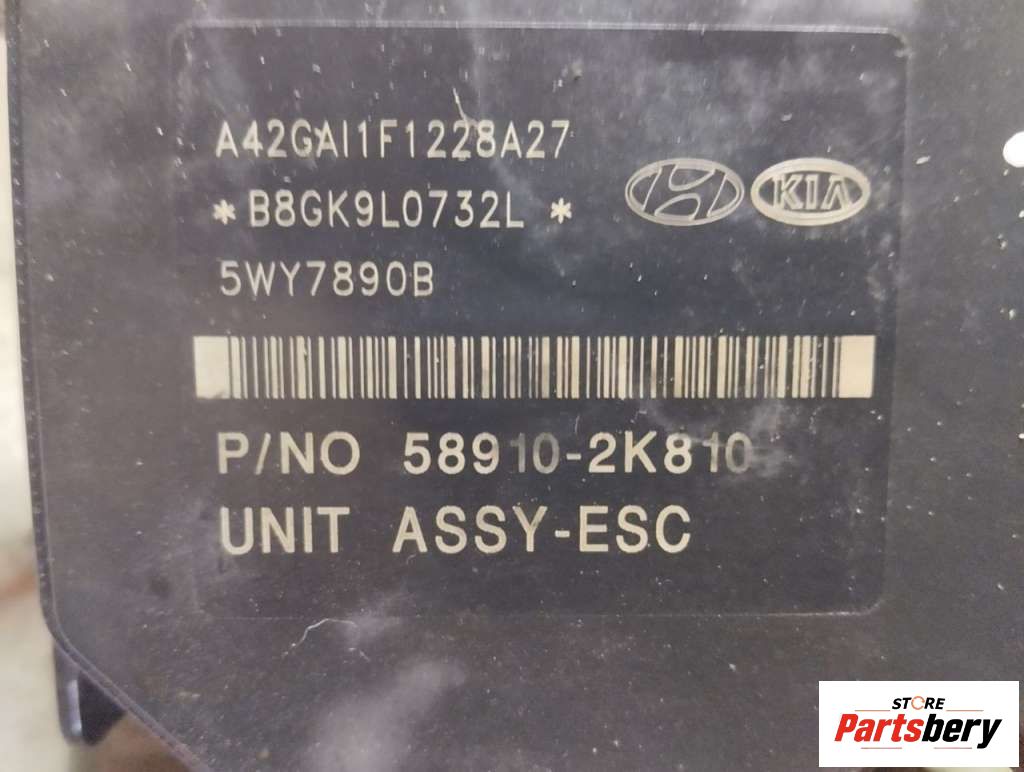 A42GAI1F1228A27
*B8GK9L0732L *
KIA
5WY7890B
P/NO 58910-2K810
UNIT ASSY-ESC
STORE
Partsbery